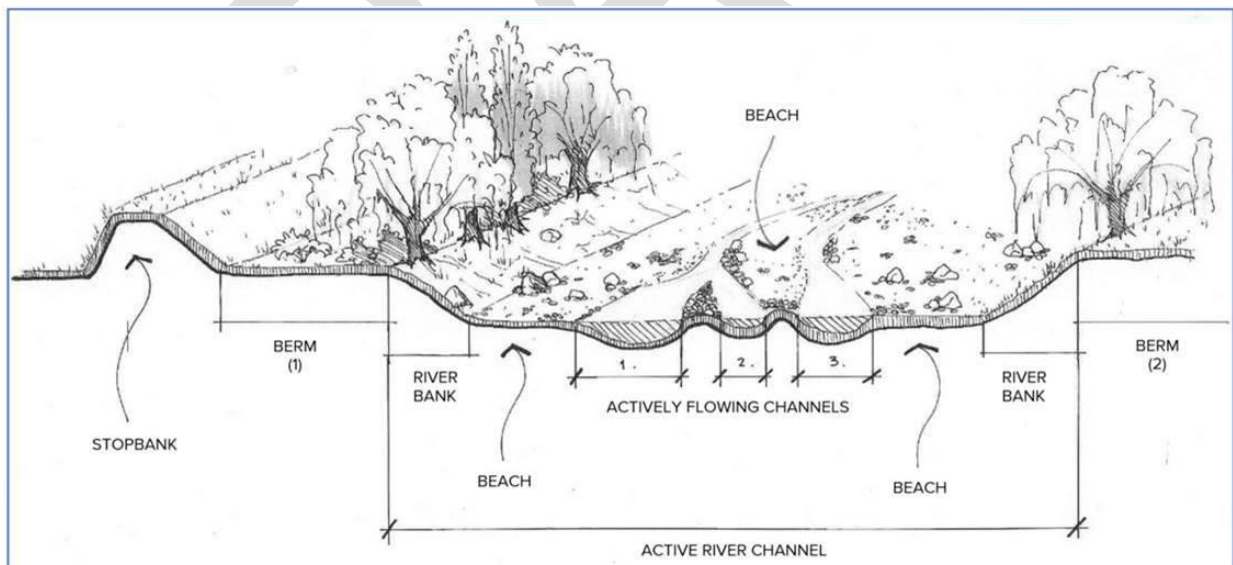 BEACH
BERM
(1)
RIVER
BANK
1.
2.
3.
ACTIVELY FLOWING CHANNELS
RIVER
BANK
BERM
(2)
STOPBANK
BEACH
BEACH
ACTIVE RIVER CHANNEL